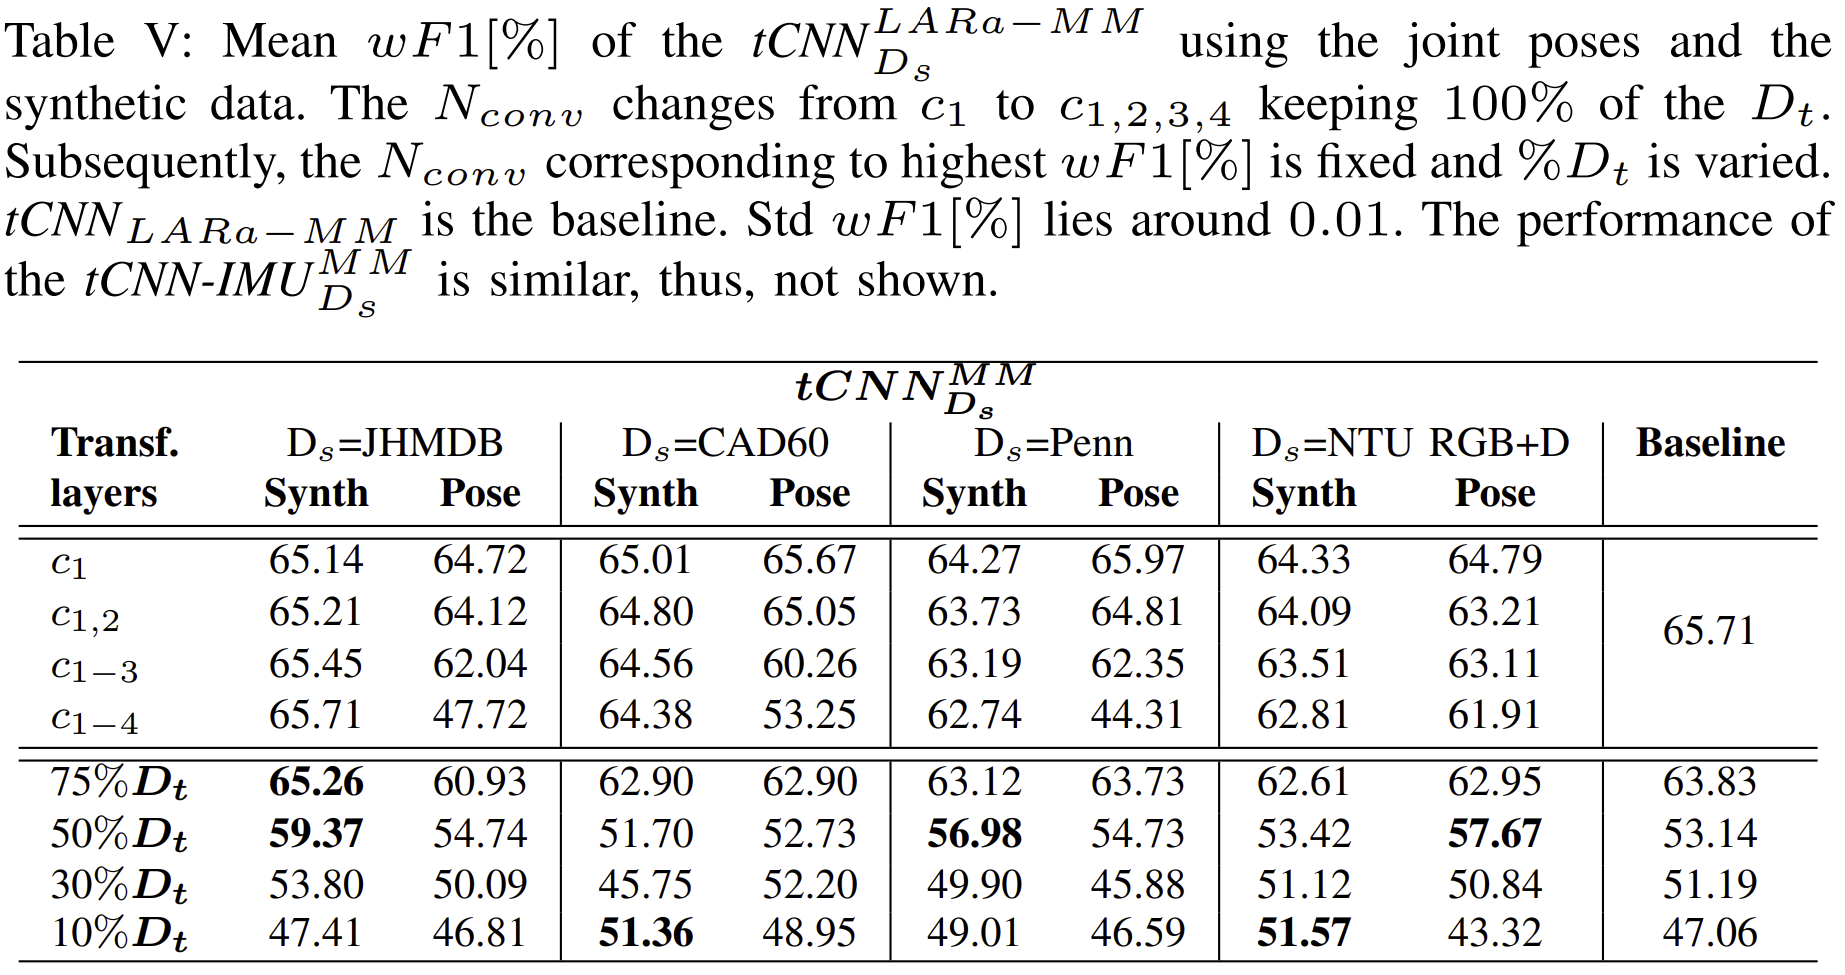 Table V: Mean wF1[%] of the tCNN^{LARa−MM}_{D_s} using the joint poses and the
synthetic data. The N_{conv} changes from c_1 to c_{1,2,3,4} keeping 100% of the D_t.
Subsequently, the N_{conv} corresponding to highest wF1[%] is fixed and %D_t is varied.
tCNN_{LARa−MM} is the baseline. Std wF1[%] lies around 0.01. The performance of
the tCNN-IMU^{MM}_{D_s} is similar, thus, not shown.
tCNN^{MM}_{D_s}
Transf. D_s=JHMDB D_s=CAD60 D_s=Penn D_s=NTU RGB+D Baseline
layers Synth Pose Synth Pose Synth Pose Synth Pose
c_1 65.14 64.72 65.01 65.67 64.27 65.97 64.33 64.79
c_{1,2} 65.21 64.12 64.80 65.05 63.73 64.81 64.09 63.21
65.71
c_{1−3} 65.45 62.04 64.56 60.26 63.19 62.35 63.51 63.11
c_{1−4} 65.71 47.72 64.38 53.25 62.74 44.31 62.81 61.91
75%D_t 65.26 60.93 62.90 62.90 63.12 63.73 62.61 62.95 63.83
50%D_t 59.37 54.74 51.70 52.73 56.98 54.73 53.42 57.67 53.14
30%D_t 53.80 50.09 45.75 52.20 49.90 45.88 51.12 50.84 51.19
10%D_t 47.41 46.81 51.36 48.95 49.01 46.59 51.57 43.32 47.06